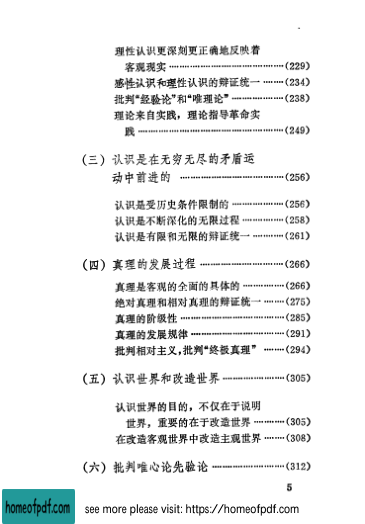 理性认识更深刻更正确地反映着
客观现实 ……………………………………(229)
感性认识和理性认识的辩证统一 ………(234)
批判“经验论”和“唯理论” ………………(238)
理论来自实践，理论指导革命实
践 ……………………………………………(249)
(三) 认识是在无穷无尽的矛盾运
动中前进的 ………………………………(256)
认识是受历史条件限制的 ………………(256)
认识是不断深化的无限过程 ……………(258)
认识是有限和无限的辩证统一 …………(261)
(四) 真理的发展过程 …………………………(266)
真理是客观的全面的具体的 ……………(266)
绝对真理和相对真理的辩证统一 ………(275)
真理的阶级性 ………………………………(285)
真理的发展规律 ……………………………(291)
批判相对主义，批判“终极真理” ………(294)
(五) 认识世界和改造世界 ……………………(305)
认识世界的目的，不仅在于说明
世界，重要的在于改造世界 …………(305)
在改造客观世界中改造主观世界 ………(308)
(六) 批判唯心论先验论 ………………………(312)
5
homeofpdf.com
see more please visit: https://homeofpdf.com